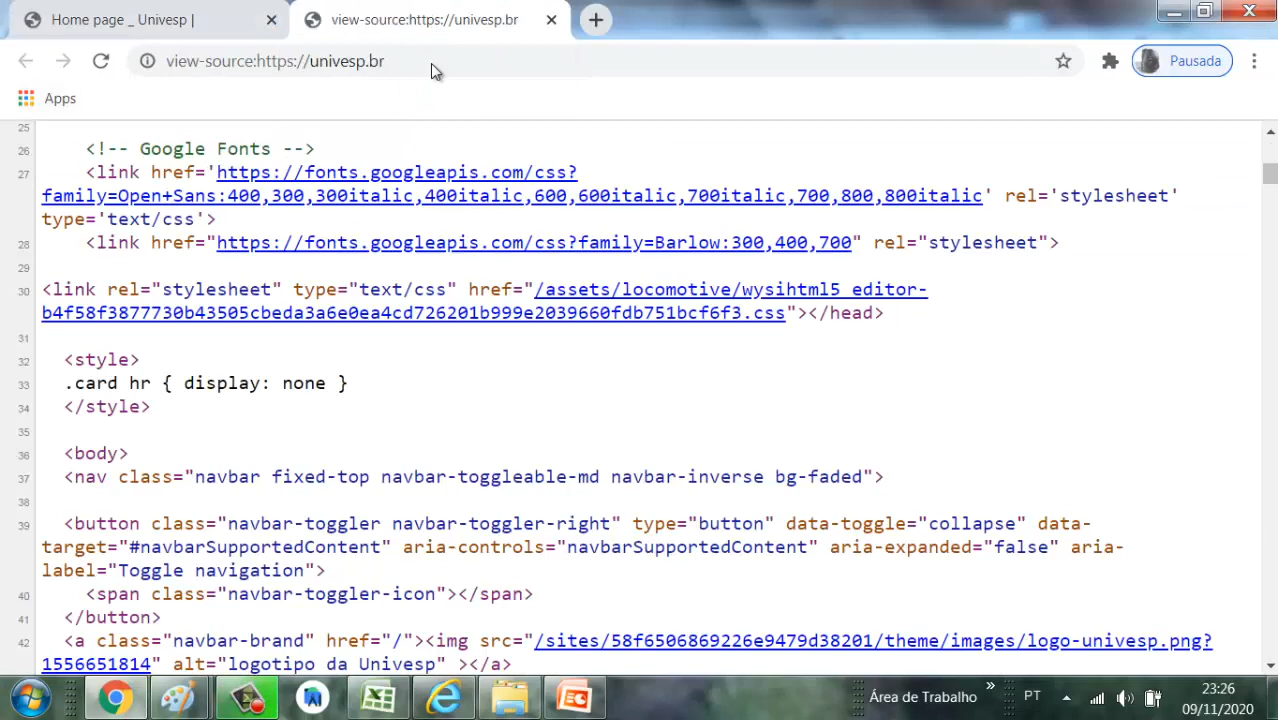 Home page _ Univesp |
view-source:https://univesp.br
view-source:https://univesp.br
Pausada
Apps
25
26 <!-- Google Fonts -->
27 <link href='https://fonts.googleapis.com/css?
family=Open+Sans:400,300,300italic,400italic,600,600italic,700italic,700,800,800italic' rel='stylesheet'
type='text/css'>
28 <link href="https://fonts.googleapis.com/css?family=Barlow:300,400,700" rel="stylesheet">
29
30 <link rel="stylesheet" type="text/css" href="/assets/locomotive/wysihtml5_editor-
b4f58f3877730b43505cbeda3a6e0ea4cd726201b999e2039660fdb751bcf6f3.css"></head>
31
32 <style>
33 .card hr { display: none }
34 </style>
35
36 <body>
37 <nav class="navbar fixed-top navbar-toggleable-md navbar-inverse bg-faded">
38
39 <button class="navbar-toggler navbar-toggler-right" type="button" data-toggle="collapse" data-
target="#navbarSupportedContent" aria-controls="navbarSupportedContent" aria-expanded="false" aria-
label="Toggle navigation">
40 <span class="navbar-toggler-icon"></span>
41 </button>
42 <a class="navbar-brand" href="/"><img src="/sites/58f6506869226e9479d38201/theme/images/logo-univesp.png?
1556651814" alt="logotipo da Univesp" ></a>
Área de Trabalho
»
PT
23:26
09/11/2020